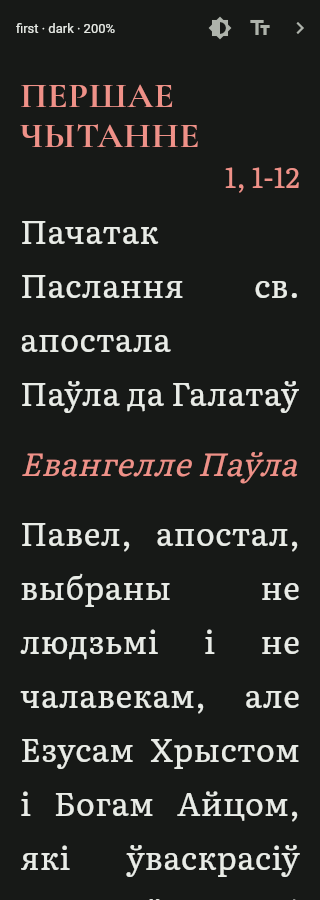 first · dark · 200%
ПЕРШАЕ
ЧЫТАННЕ
1, 1-12
Пачатак
Паслання св.
апостала
Паўла да Галатаў
Евангелле Паўла
Павел, апостал,
выбраны не
людзьмі і не
чалавекам, але
Езусам Хрыстом
і Богам Айцом,
які ўваскрасіў